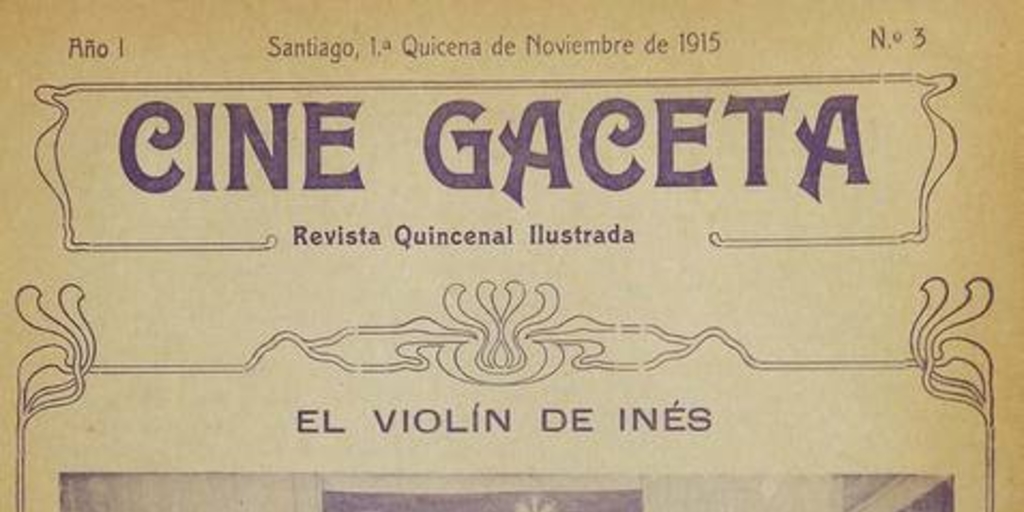 Año I Santiago, 1.ª Quicena de Noviembre de 1915 N.º 3
CINE GACETA
Revista Quincenal Ilustrada
EL VIOLÍN DE INÉS